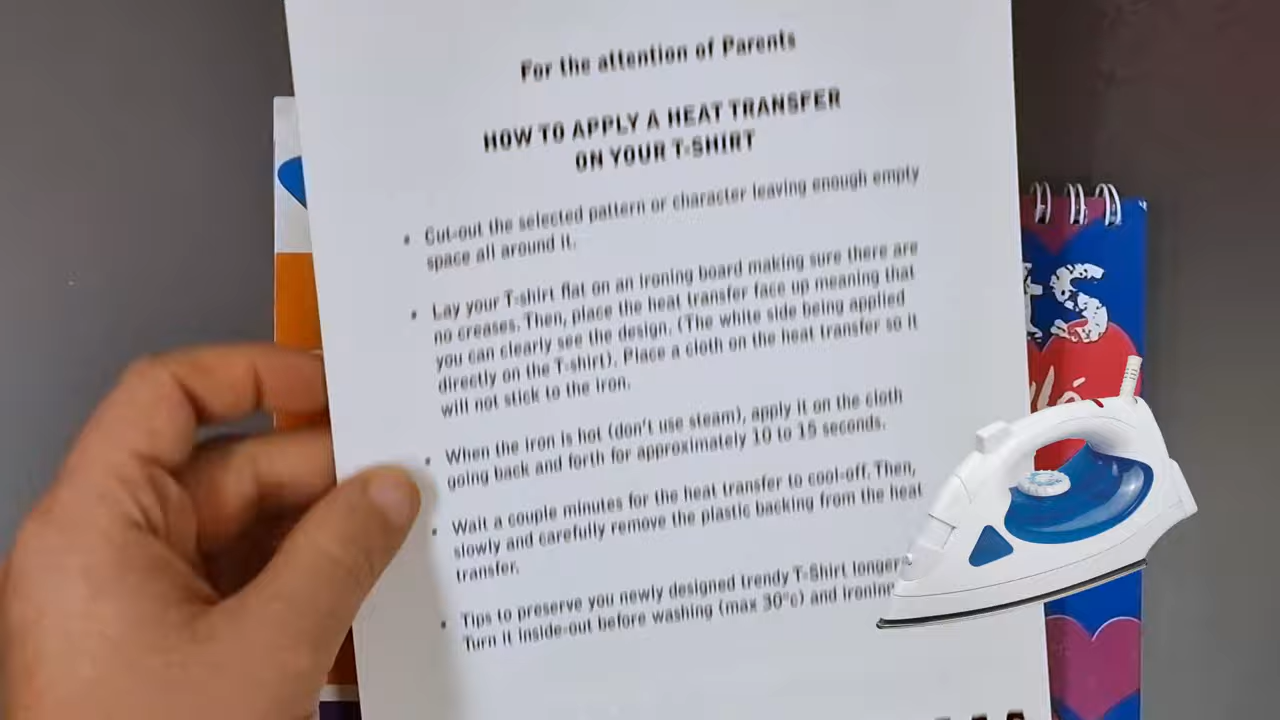 For the attention of Parents
HOW TO APPLY A HEAT TRANSFER
ON YOUR T-SHIRT
• Cut-out the selected pattern or character leaving enough empty
space all around it.
• Lay your T-shirt flat on an ironing board making sure there are
no creases. Then, place the heat transfer face up meaning that
you can clearly see the design. (The white side being applied
directly on the T-shirt). Place a cloth on the heat transfer so it
will not stick to the iron.
• When the iron is hot (don't use steam), apply it on the cloth
going back and forth for approximately 10 to 15 seconds.
• Wait a couple minutes for the heat transfer to cool-off. Then,
slowly and carefully remove the plastic backing from the heat
transfer.
• Tips to preserve you newly designed trendy T-Shirt longer
Turn it inside-out before washing (max 30°c) and